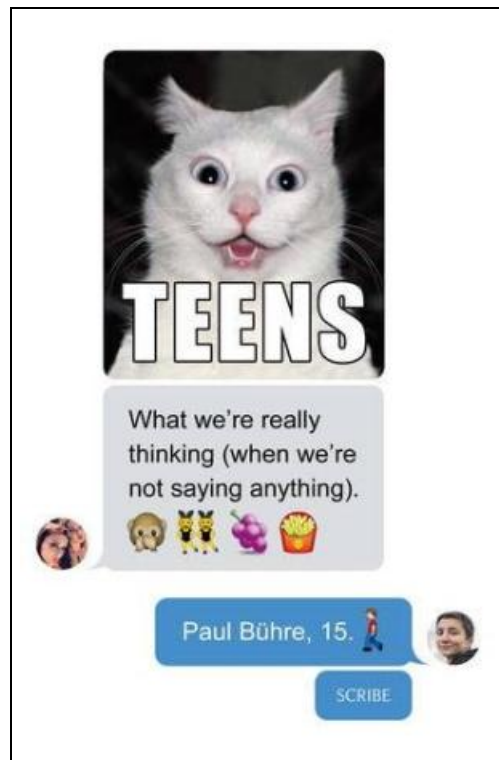 TEENS
What we're really
thinking (when we're
not saying anything).
Paul Bühre, 15.
SCRIBE